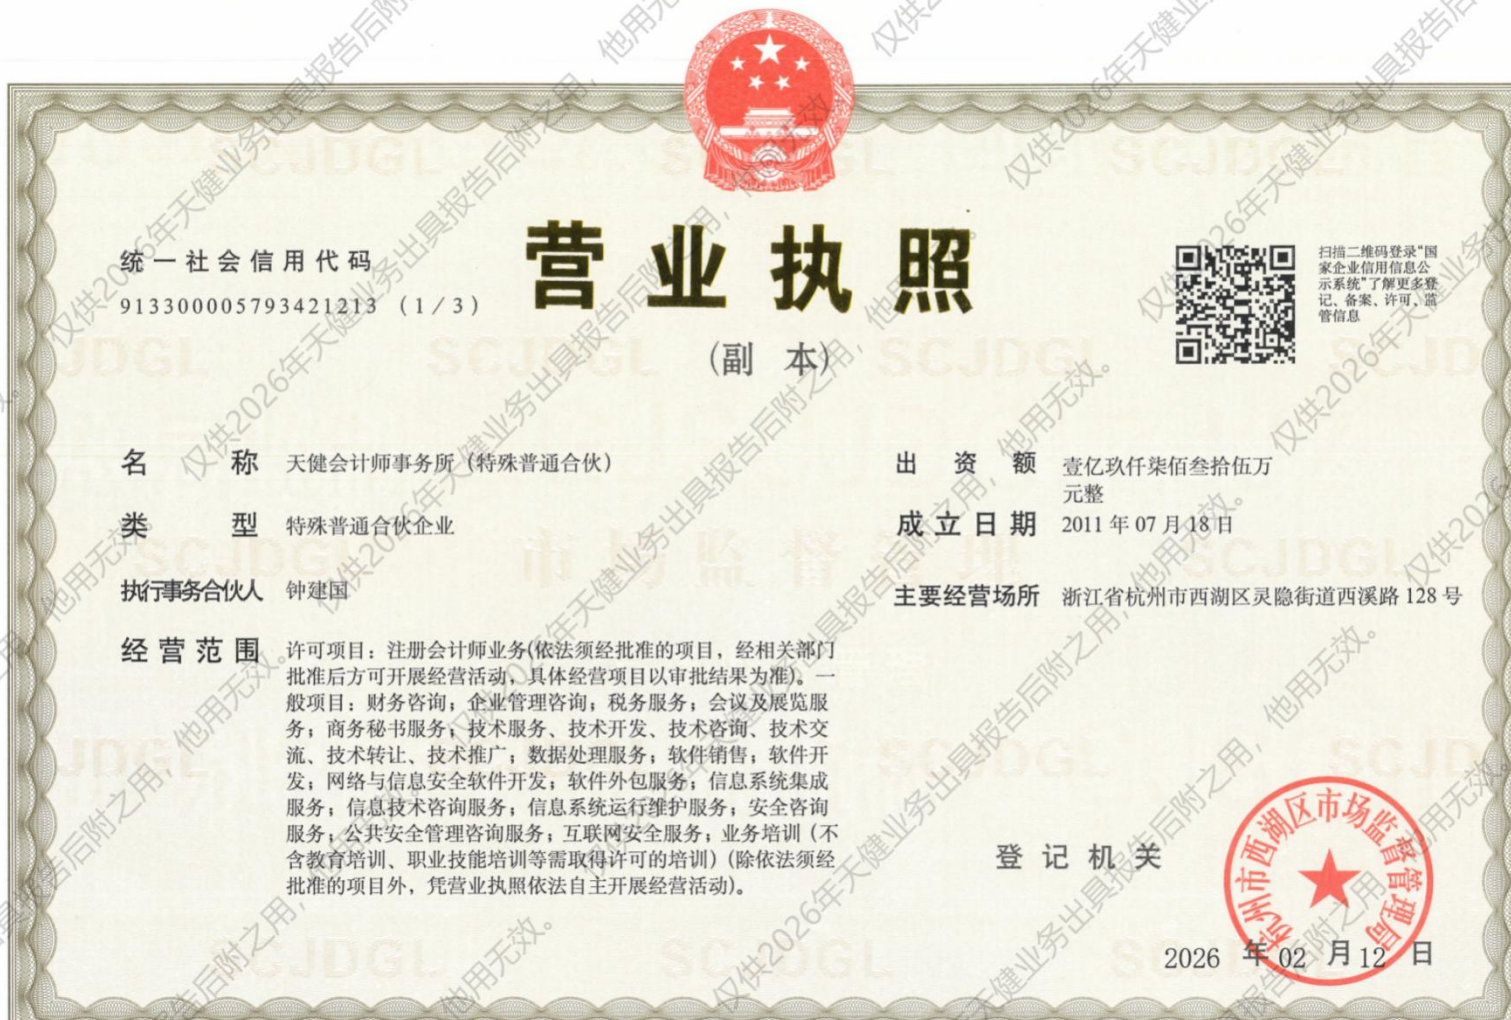 营业执照
(副 本)
统一社会信用代码
913300005793421213 (1/3)
扫描二维码登录“国
家企业信用信息公
示系统”了解更多登
记、备案、许可、监
管信息
名称 天健会计师事务所（特殊普通合伙）
类型 特殊普通合伙企业
执行事务合伙人 钟建国
经营范围 许可项目：注册会计师业务(依法须经批准的项目，经相关部门
批准后方可开展经营活动，具体经营项目以审批结果为准)。一
般项目：财务咨询；企业管理咨询；税务服务；会议及展览服
务；商务秘书服务；技术服务、技术开发、技术咨询、技术交
流、技术转让、技术推广；数据处理服务；软件销售；软件开
发；网络与信息安全软件开发；软件外包服务；信息系统集成
服务；信息技术咨询服务；信息系统运行维护服务；安全咨询
服务；公共安全管理咨询服务；互联网安全服务；业务培训（不
含教育培训、职业技能培训等需取得许可的培训）(除依法须经
批准的项目外，凭营业执照依法自主开展经营活动)。
出资额 壹亿玖仟柒佰叁拾伍万
元整
成立日期 2011年07月18日
主要经营场所 浙江省杭州市西湖区灵隐街道西溪路128号
登记机关
杭州市西湖区市场监督管理局
2026 年 02 月 12 日
仅供2026年天健业务出具报告后附之用，他用无效。
SCJDGL
市场监督管理